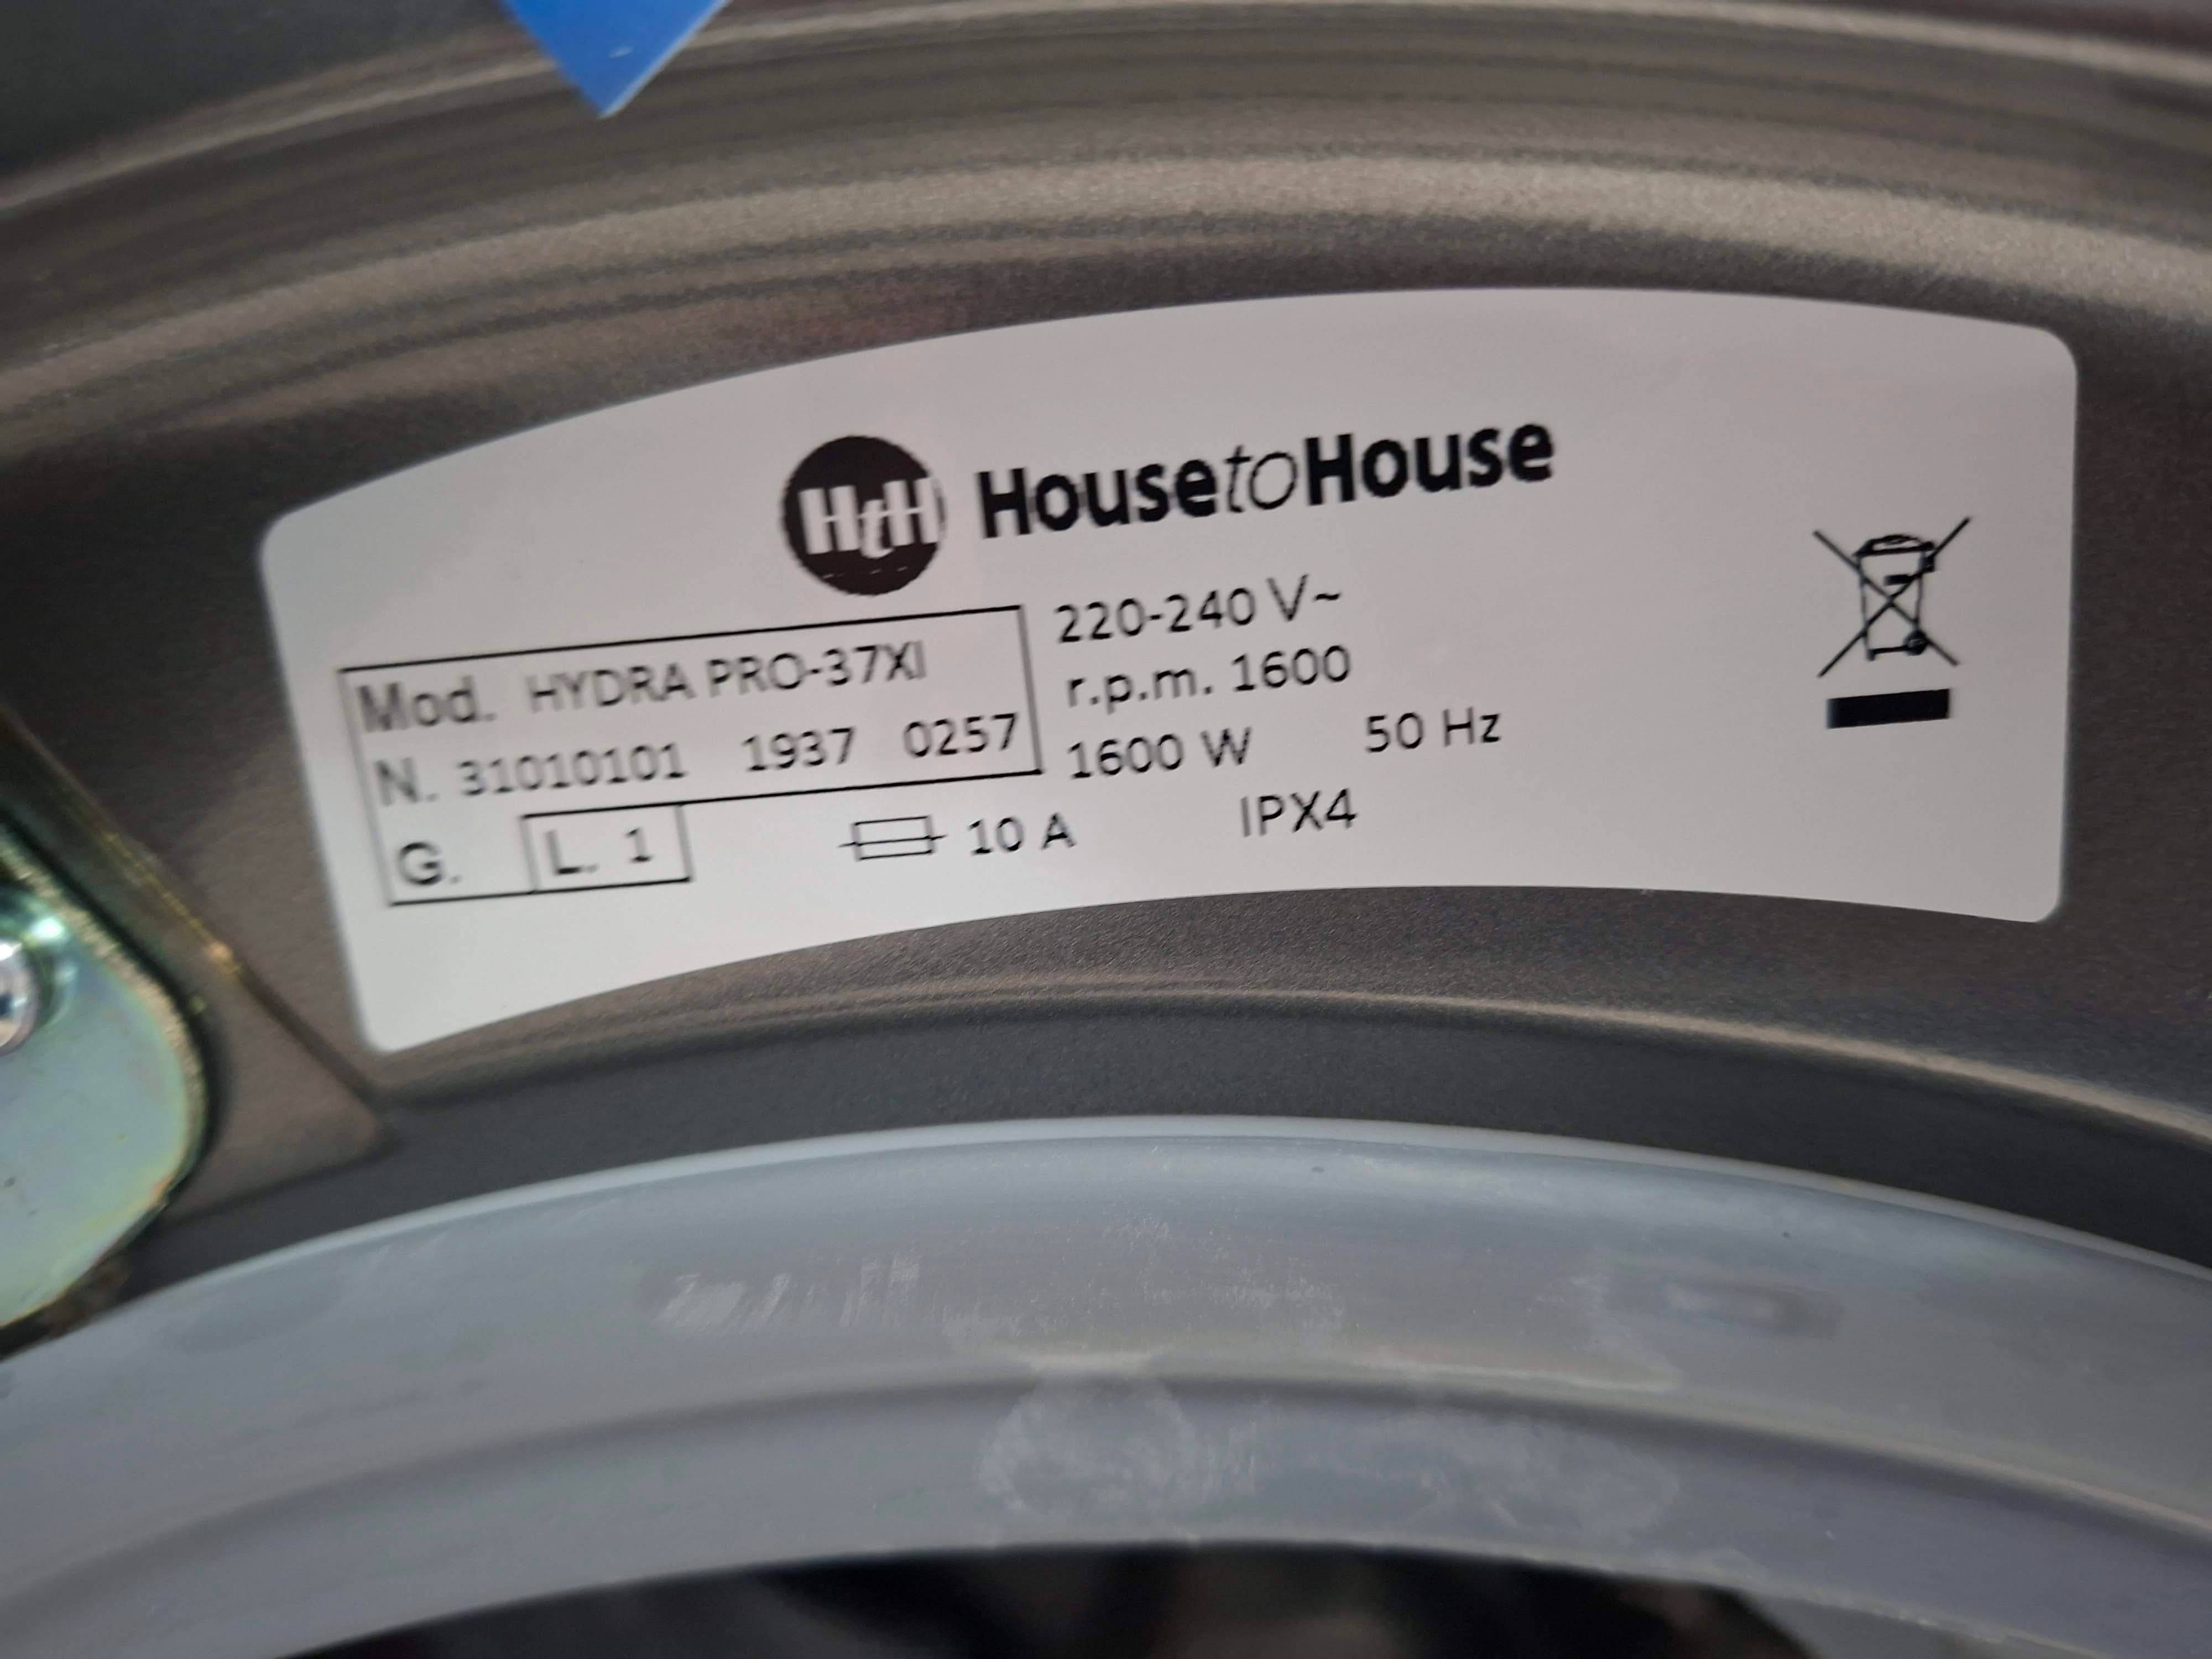 HtH HousetoHouse
Mod. HYDRA PRO-37XI
N. 31010101 1937 0257
G. L. 1
220-240 V~
r.p.m. 1600
1600 W 50 Hz
10 A IPX4